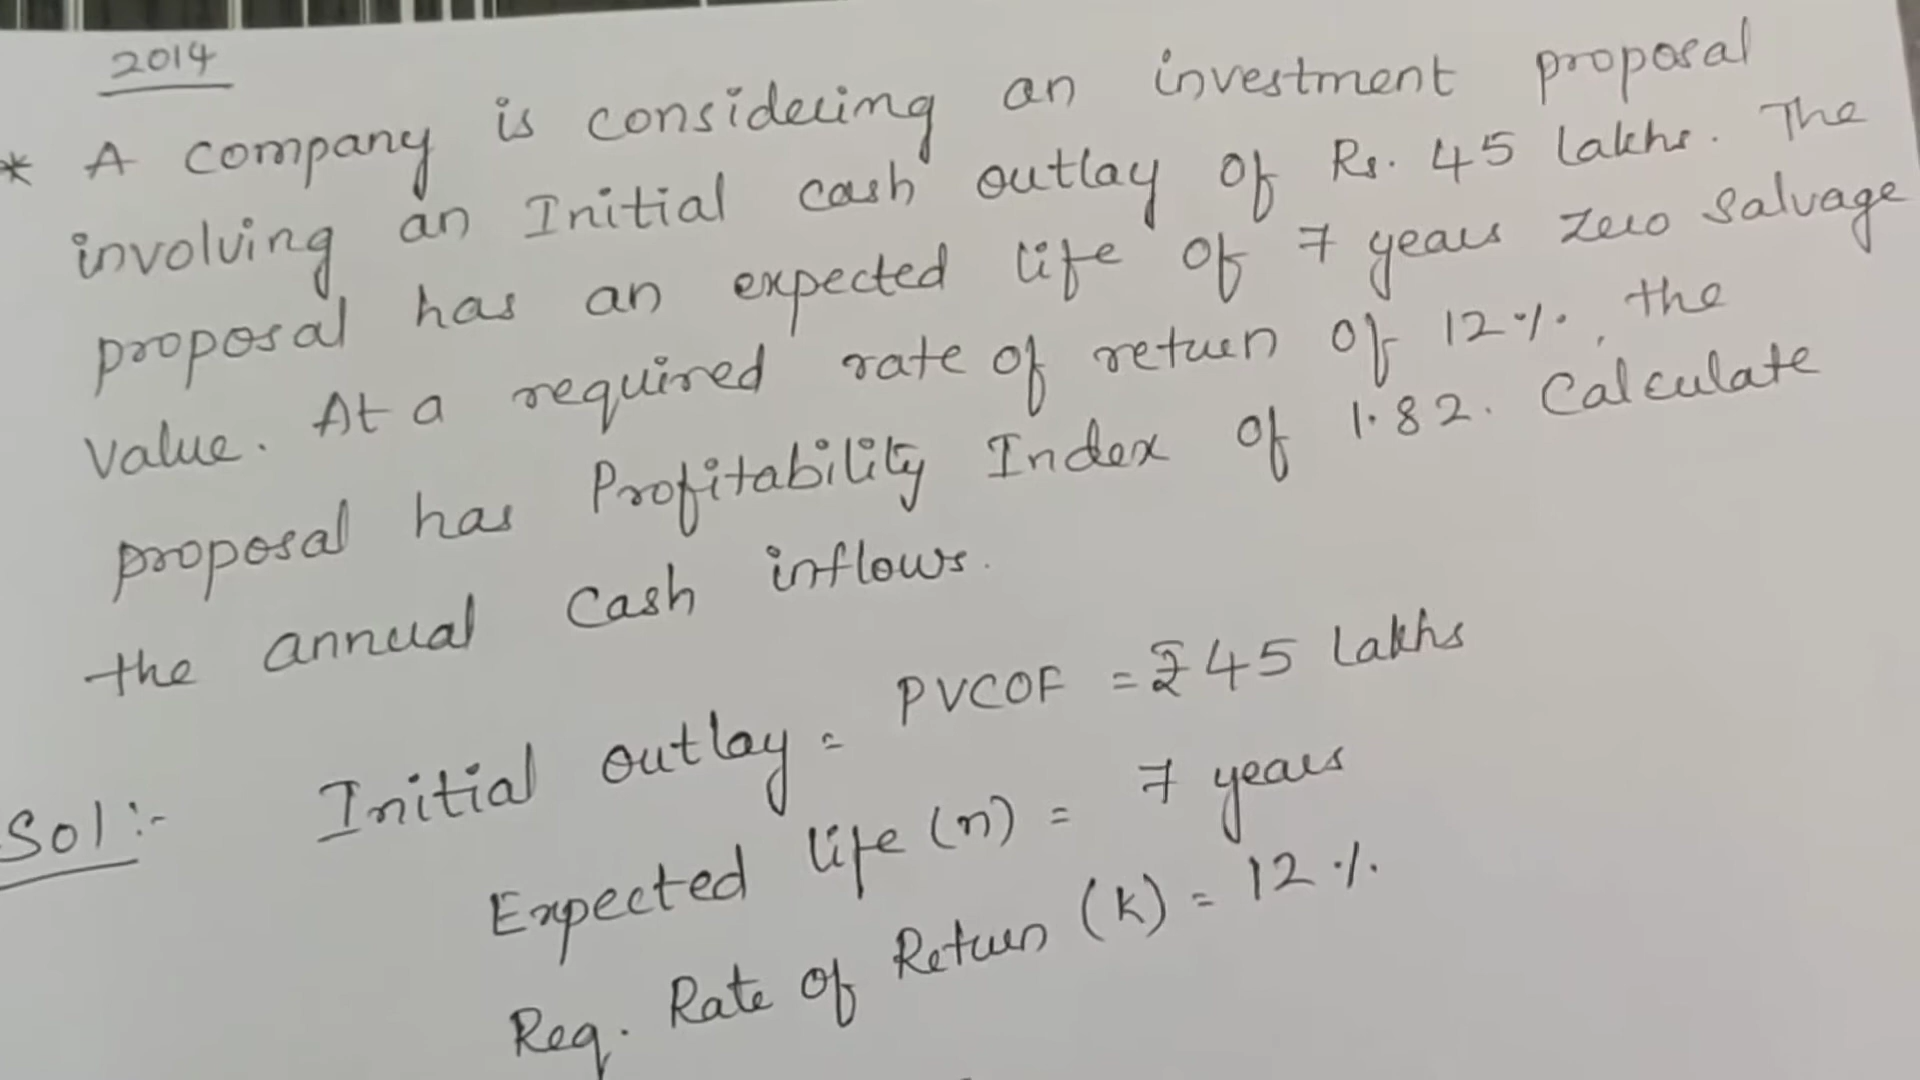 2014
* A company is considering an investment proposal
involving an Initial cash outlay of Rs. 45 lakhs. The
proposal has an expected life of 7 years zero salvage
value. At a required rate of return of 12%, the
proposal has Profitability Index of 1.82. Calculate
the annual cash inflows.
Sol:- Initial outlay = PVCOF = ₹ 45 Lakhs
Expected life (n) = 7 years
Req. Rate of Return (K) = 12%